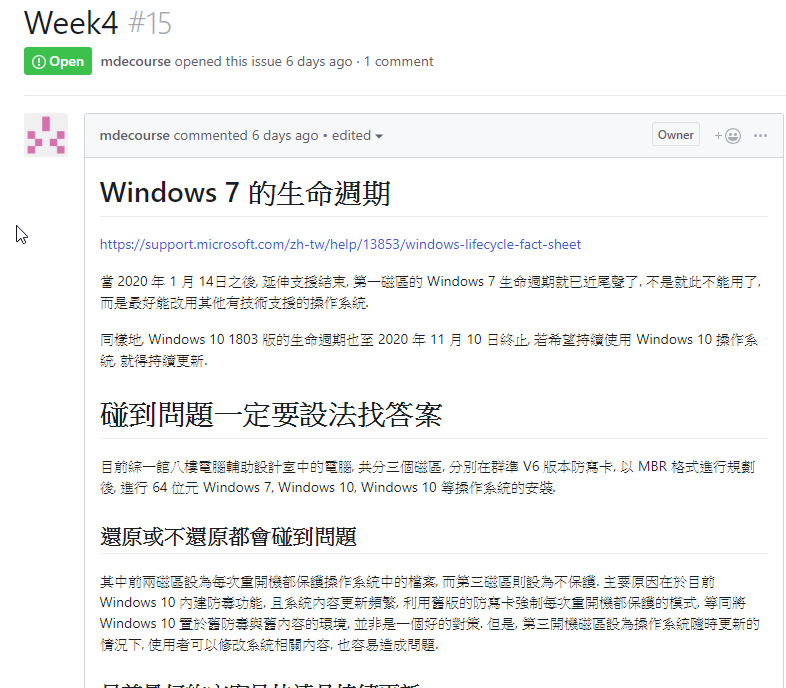 Week4 #15
Open mdecourse opened this issue 6 days ago · 1 comment
mdecourse commented 6 days ago • edited Owner
Windows 7 的生命週期
https://support.microsoft.com/zh-tw/help/13853/windows-lifecycle-fact-sheet
當 2020 年 1 月 14日之後, 延伸支援結束, 第一磁區的 Windows 7 生命週期就已近尾聲了, 不是就此不能用了,
而是最好能改用其他有技術支援的操作系統.
同樣地, Windows 10 1803 版的生命週期也至 2020 年 11 月 10 日終止, 若希望持續使用 Windows 10 操作系
統, 就得持續更新.
碰到問題一定要設法找答案
目前綜一館八樓電腦輔助設計室中的電腦, 共分三個磁區, 分別在群準 V6 版本防寫卡, 以 MBR 格式進行規劃
後, 進行 64 位元 Windows 7, Windows 10, Windows 10 等操作系統的安裝.
還原或不還原都會碰到問題
其中前兩磁區設為每次重開機都保護操作系統中的檔案, 而第三磁區則設為不保護. 主要原因在於目前
Windows 10 內建防毒功能, 且系統內容更新頻繁, 利用舊版的防寫卡強制每次重開機都保護的模式, 等同將
Windows 10 置於舊防毒與舊內容的環境, 並非是一個好的對策. 但是, 第三開機磁區設為操作系統隨時更新的
情況下, 使用者可以修改系統相關內容, 也容易造成問題.